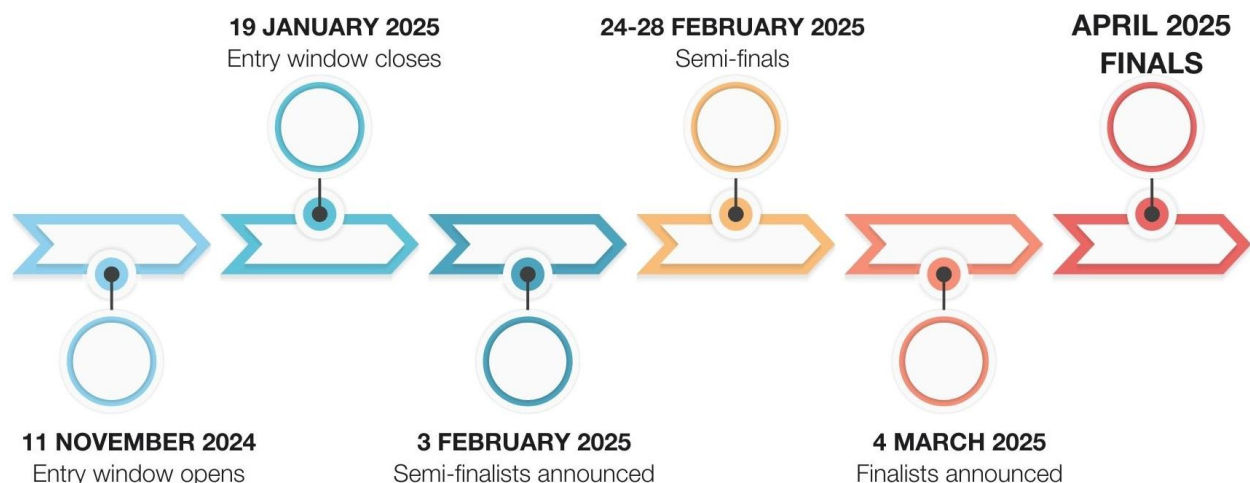 19 JANUARY 2025
Entry window closes
24-28 FEBRUARY 2025
Semi-finals
APRIL 2025
FINALS
11 NOVEMBER 2024
Entry window opens
3 FEBRUARY 2025
Semi-finalists announced
4 MARCH 2025
Finalists announced